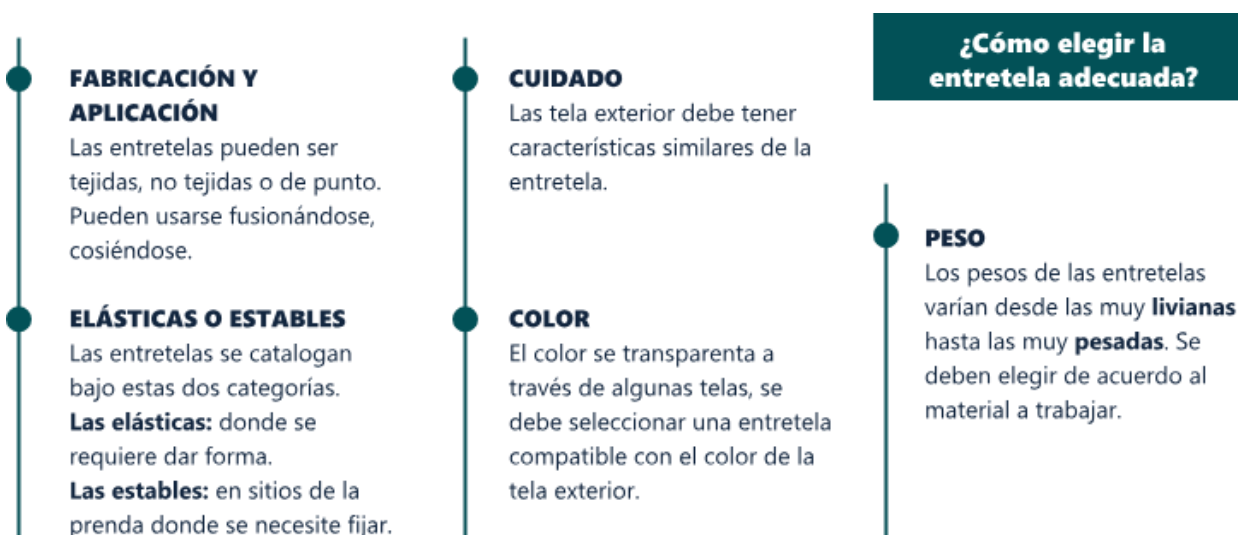 FABRICACIÓN Y
APLICACIÓN
Las entretelas pueden ser
tejidas, no tejidas o de punto.
Pueden usarse fusionándose,
cosiéndose.
ELÁSTICAS O ESTABLES
Las entretelas se catalogan
bajo estas dos categorías.
Las elásticas: donde se
requiere dar forma.
Las estables: en sitios de la
prenda donde se necesite fijar.
CUIDADO
Las tela exterior debe tener
características similares de la
entretela.
COLOR
El color se transparenta a
través de algunas telas, se
debe seleccionar una entretela
compatible con el color de la
tela exterior.
¿Cómo elegir la
entretela adecuada?
PESO
Los pesos de las entretelas
varían desde las muy livianas
hasta las muy pesadas. Se
deben elegir de acuerdo al
material a trabajar.